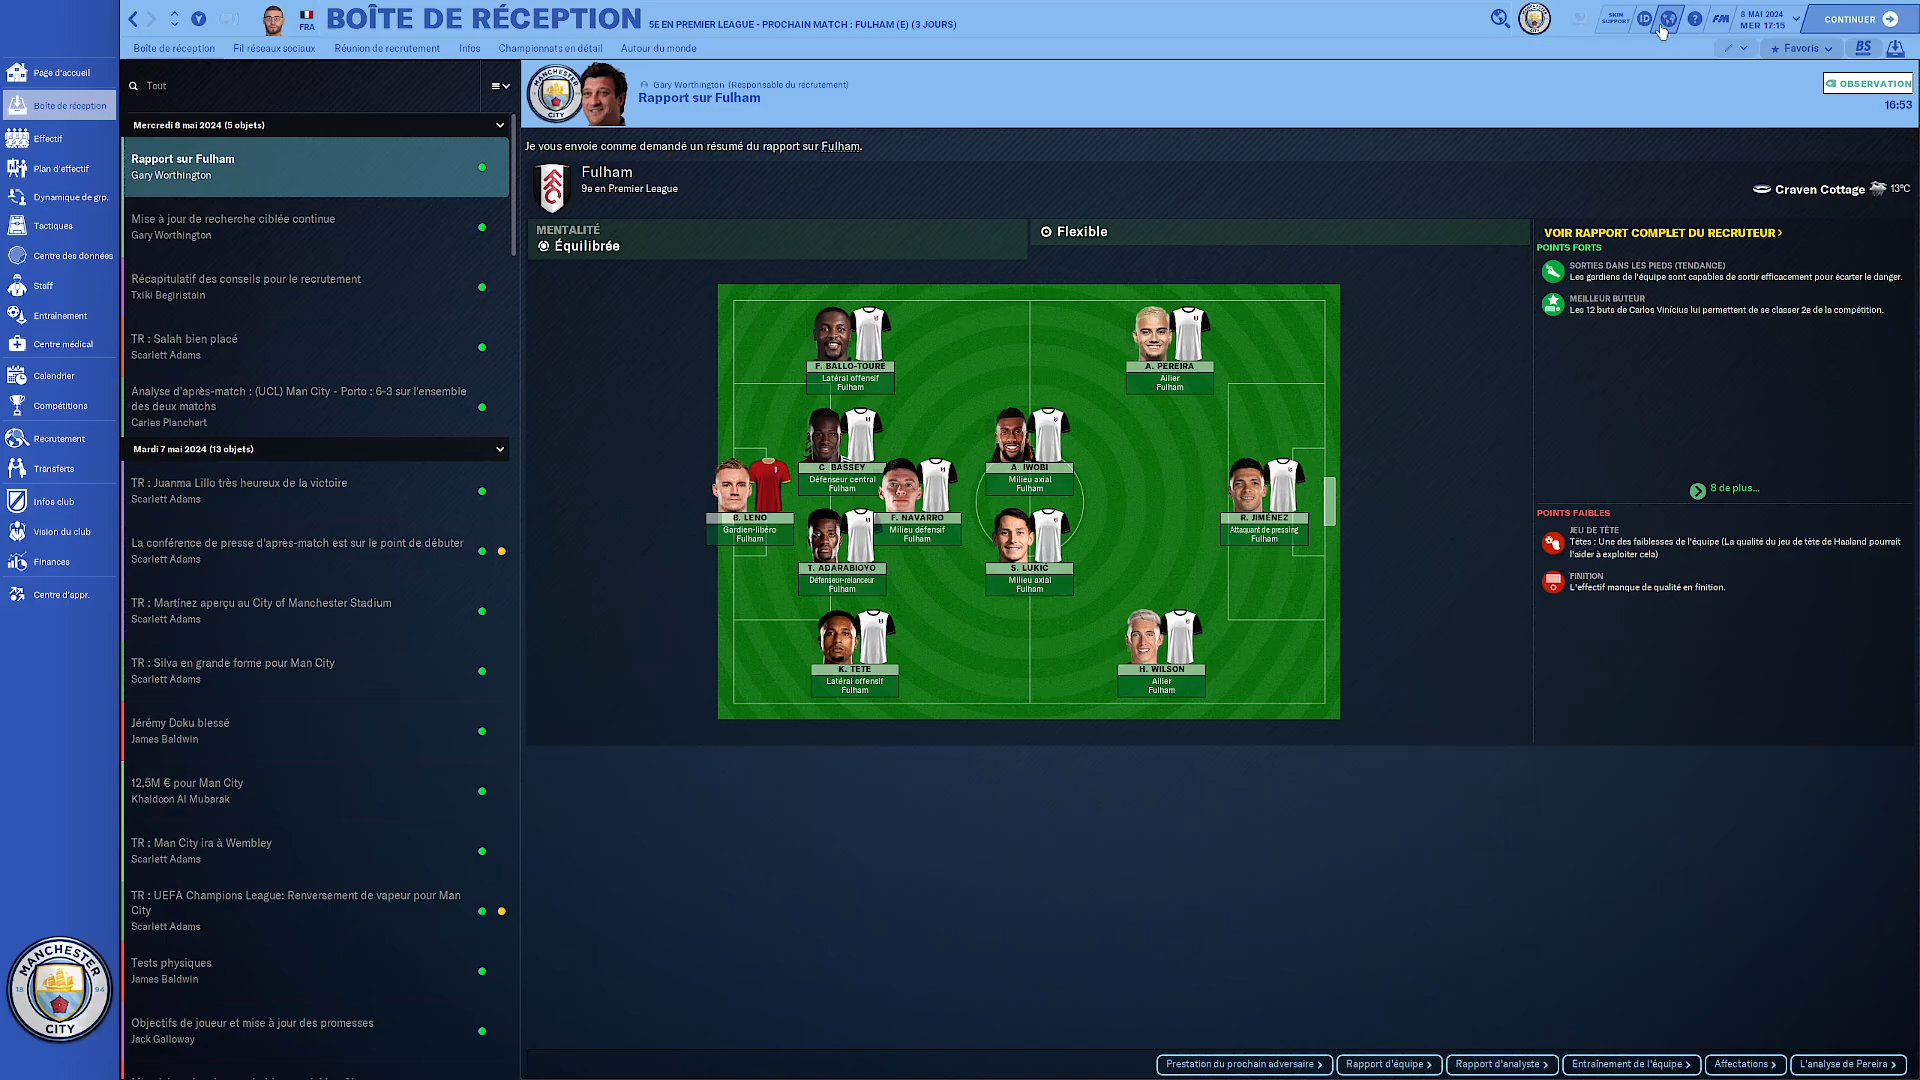 FRA
BOÎTE DE RÉCEPTION
5E EN PREMIER LEAGUE - PROCHAIN MATCH : FULHAM (E) (3 JOURS)
SKIN SUPPORT
ID
FM
8 MAI 2024
MER 17:15
CONTINUER
Boîte de réception
Fil réseaux sociaux
Réunion de recrutement
Infos
Championnats en détail
Autour du monde
Favoris
BS
Page d'accueil
Boîte de réception
Effectif
Plan d'effectif
Dynamique de grp.
Tactiques
Centre des données
Staff
Entraînement
Centre médical
Calendrier
Compétitions
Recrutement
Transferts
Infos club
Vision du club
Finances
Centre d'appr.
MANCHESTER
18 94
CITY
Tout
Mercredi 8 mai 2024 (5 objets)
Rapport sur Fulham
Gary Worthington
Mise à jour de recherche ciblée continue
Gary Worthington
Récapitulatif des conseils pour le recrutement
Txiki Begiristain
TR : Salah bien placé
Scarlett Adams
Analyse d'après-match : (UCL) Man City - Porto : 6-3 sur l'ensemble
des deux matchs
Carles Planchart
Mardi 7 mai 2024 (13 objets)
TR : Juanma Lillo très heureux de la victoire
Scarlett Adams
La conférence de presse d'après-match est sur le point de débuter
Scarlett Adams
TR : Martínez aperçu au City of Manchester Stadium
Scarlett Adams
TR : Silva en grande forme pour Man City
Scarlett Adams
Jérémy Doku blessé
James Baldwin
12,5M € pour Man City
Khaldoon Al Mubarak
TR : Man City ira à Wembley
Scarlett Adams
TR : UEFA Champions League: Renversement de vapeur pour Man
City
Scarlett Adams
Tests physiques
James Baldwin
Objectifs de joueur et mise à jour des promesses
Jack Galloway
Gary Worthington (Responsable du recrutement)
Rapport sur Fulham
OBSERVATION
16:53
Je vous envoie comme demandé un résumé du rapport sur Fulham.
Fulham
9e en Premier League
Craven Cottage
13°C
MENTALITÉ
Équilibrée
Flexible
F. BALLO-TOURÉ
Latéral offensif
Fulham
A. PEREIRA
Ailier
Fulham
C. BASSEY
Défenseur central
Fulham
A. IWOBI
Milieu axial
Fulham
B. LENO
Gardien-libéro
Fulham
F. NAVARRO
Milieu défensif
Fulham
R. JIMÉNEZ
Attaquant de pressing
Fulham
T. ADARABIOYO
Défenseur-relanceur
Fulham
S. LUKIĆ
Milieu axial
Fulham
K. TETE
Latéral offensif
Fulham
H. WILSON
Ailier
Fulham
VOIR RAPPORT COMPLET DU RECRUTEUR >
POINTS FORTS
SORTIES DANS LES PIEDS (TENDANCE)
Les gardiens de l'équipe sont capables de sortir efficacement pour écarter le danger.
MEILLEUR BUTEUR
Les 12 buts de Carlos Vinícius lui permettent de se classer 2e de la compétition.
8 de plus...
POINTS FAIBLES
JEU DE TÊTE
Têtes : Une des faiblesses de l'équipe (La qualité du jeu de tête de Haaland pourrait
l'aider à exploiter cela)
FINITION
L'effectif manque de qualité en finition.
Prestation du prochain adversaire >
Rapport d'équipe >
Rapport d'analyste >
Entraînement de l'équipe >
Affectations >
L'analyse de Pereira >